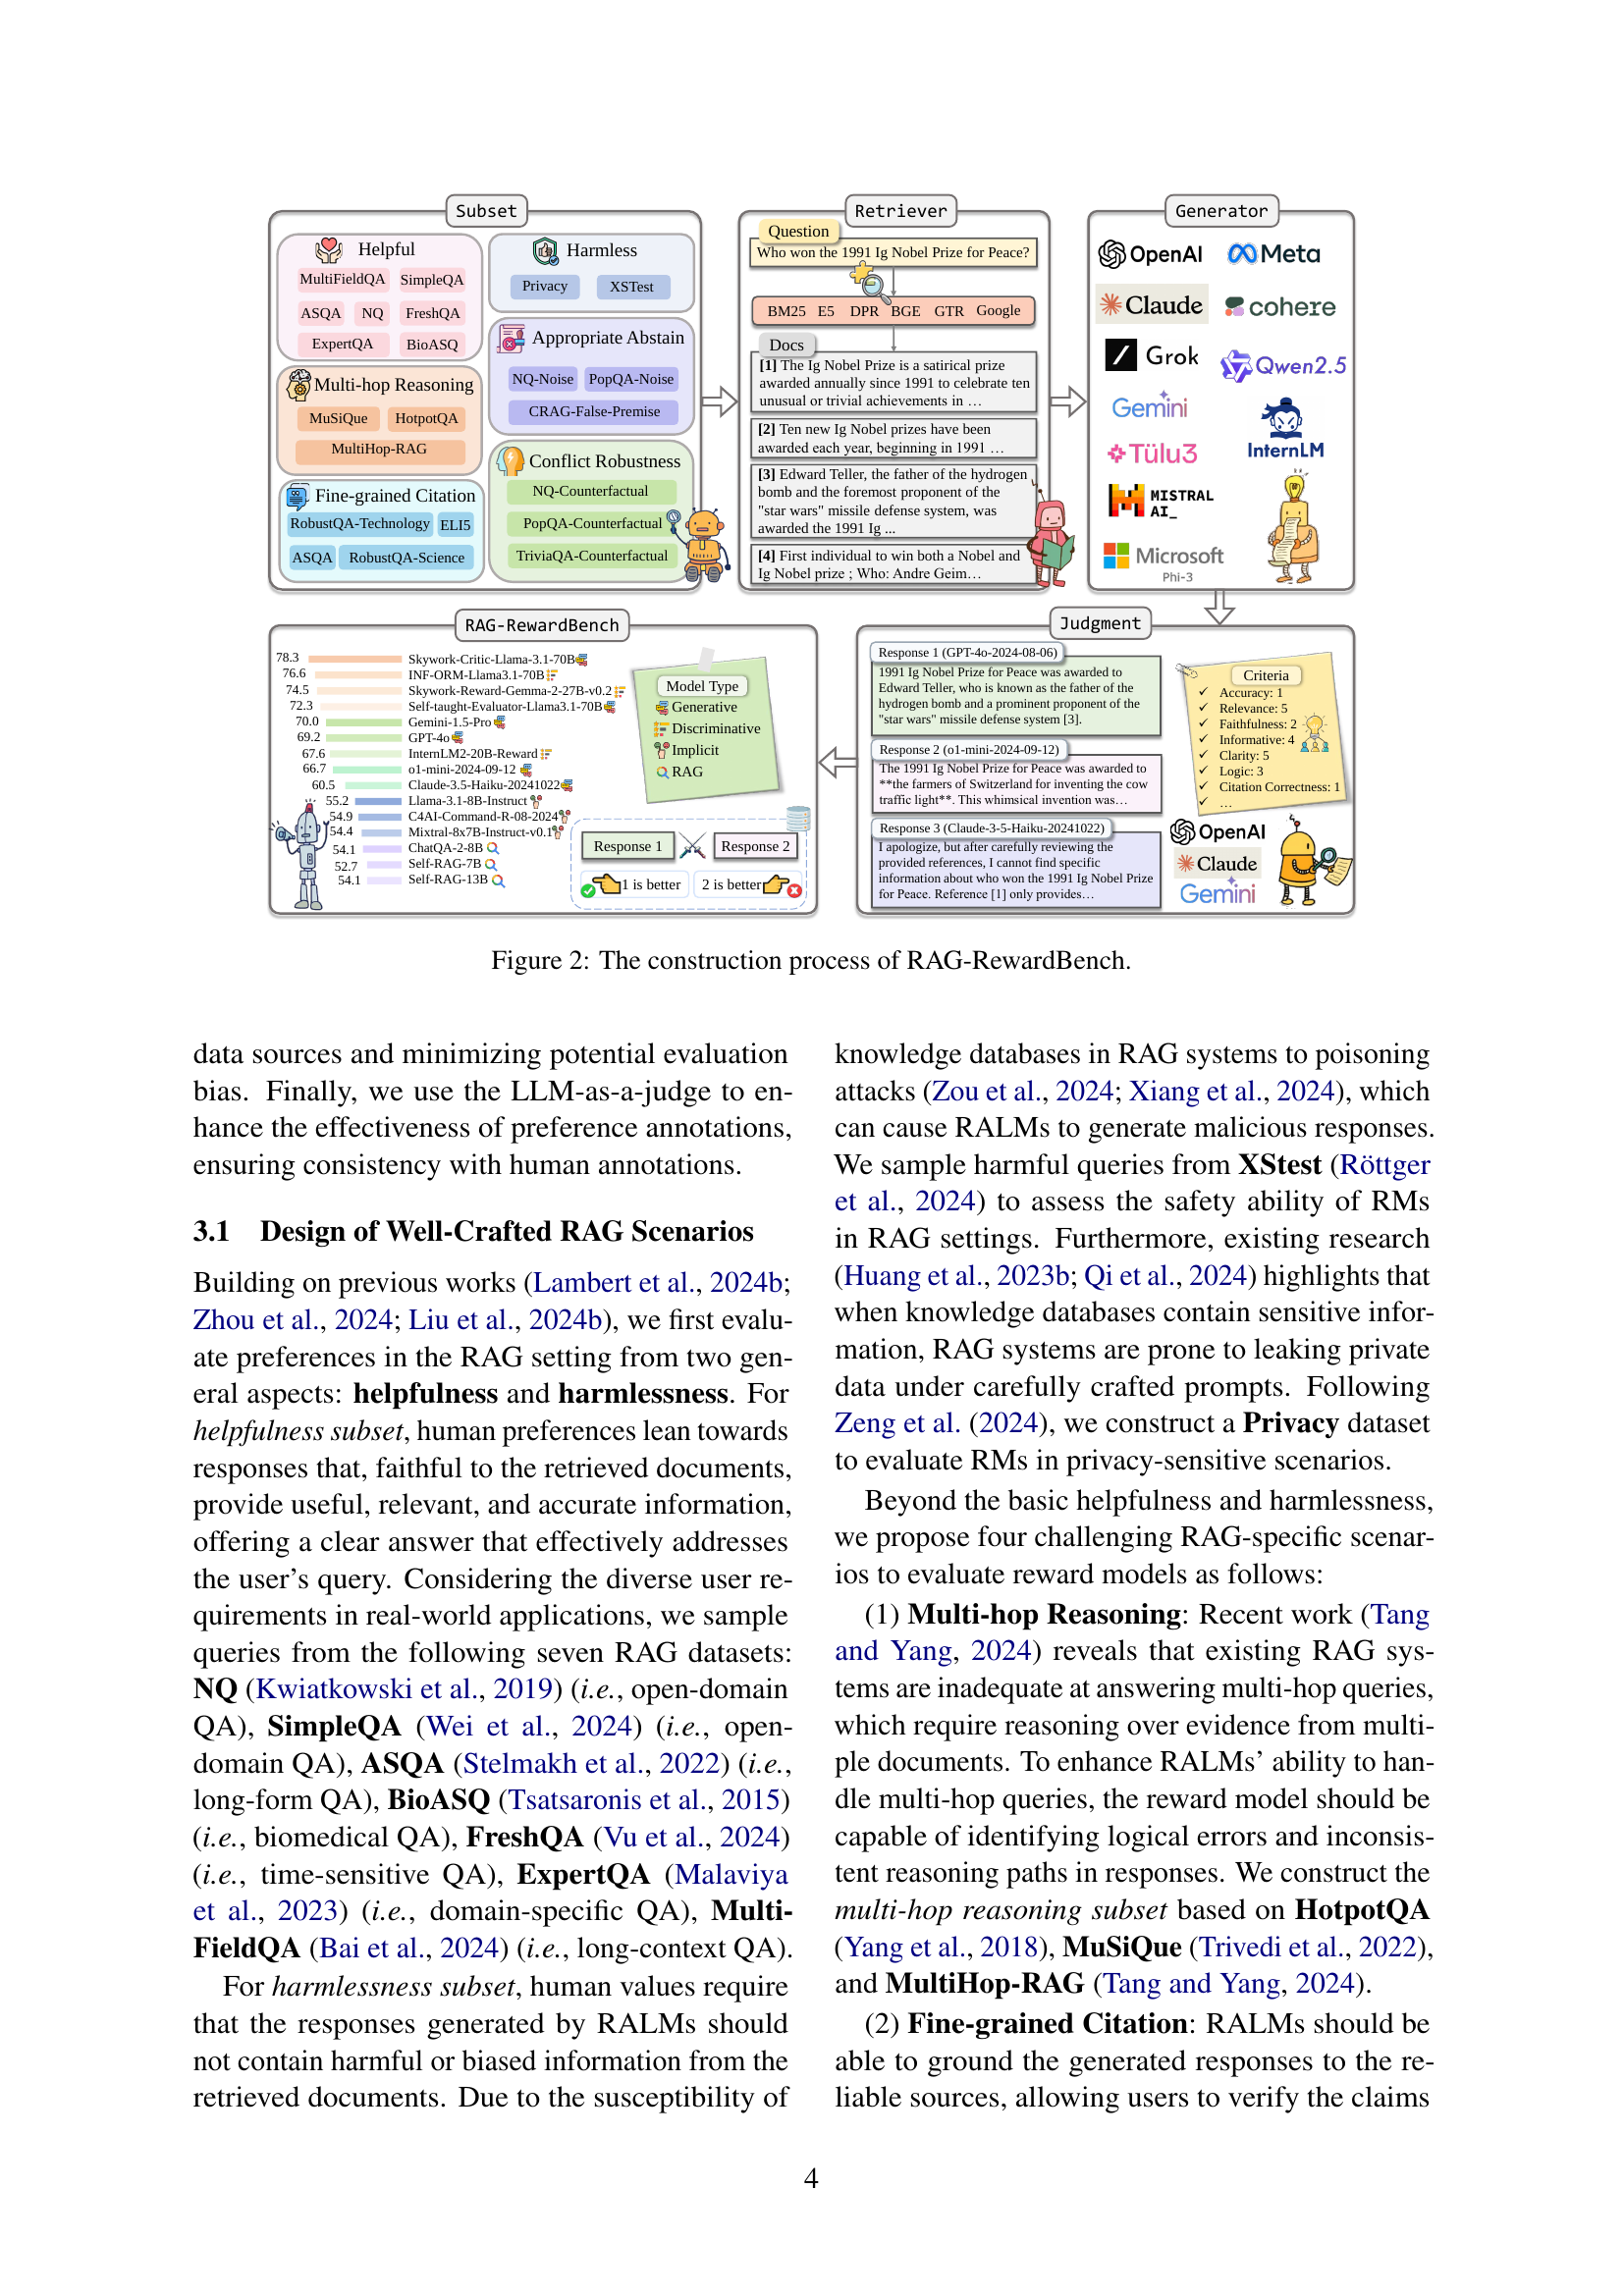 Subset
Helpful
MultiFieldQA SimpleQA
ASQA NQ FreshQA
ExpertQA BioASQ
Multi-hop Reasoning
MuSiQue HotpotQA
MultiHop-RAG
Fine-grained Citation
RobustQA-Technology ELI5
ASQA RobustQA-Science
Harmless
Privacy XSTest
Appropriate Abstain
NQ-Noise PopQA-Noise
CRAG-False-Premise
Conflict Robustness
NQ-Counterfactual
PopQA-Counterfactual
TriviaQA-Counterfactual
Retriever
Question
Who won the 1991 Ig Nobel Prize for Peace?
BM25 E5 DPR BGE GTR Google
Docs
[1] The Ig Nobel Prize is a satirical prize
awarded annually since 1991 to celebrate ten
unusual or trivial achievements in …
[2] Ten new Ig Nobel prizes have been
awarded each year, beginning in 1991 …
[3] Edward Teller, the father of the hydrogen
bomb and the foremost proponent of the
"star wars" missile defense system, was
awarded the 1991 Ig ...
[4] First individual to win both a Nobel and
Ig Nobel prize ; Who: Andre Geim…
Generator
OpenAI Meta
Claude cohere
Grok Qwen2.5
Gemini
InternLM
Tülu3
MISTRAL
AI_
Microsoft
Phi-3
RAG-RewardBench
78.3 Skywork-Critic-Llama-3.1-70B
76.6 INF-ORM-Llama3.1-70B
74.5 Skywork-Reward-Gemma-2-27B-v0.2
72.3 Self-taught-Evaluator-Llama3.1-70B
70.0 Gemini-1.5-Pro
69.2 GPT-4o
67.6 InternLM2-20B-Reward
66.7 o1-mini-2024-09-12
60.5 Claude-3.5-Haiku-20241022
55.2 Llama-3.1-8B-Instruct
54.9 C4AI-Command-R-08-2024
54.4 Mixtral-8x7B-Instruct-v0.1
54.1 ChatQA-2-8B
52.7 Self-RAG-7B
54.1 Self-RAG-13B
Model Type
Generative
Discriminative
Implicit
RAG
Response 1 Response 2
1 is better 2 is better
Judgment
Response 1 (GPT-4o-2024-08-06)
1991 Ig Nobel Prize for Peace was awarded to
Edward Teller, who is known as the father of the
hydrogen bomb and a prominent proponent of the
"star wars" missile defense system [3].
Response 2 (o1-mini-2024-09-12)
The 1991 Ig Nobel Prize for Peace was awarded to
**the farmers of Switzerland for inventing the cow
traffic light**. This whimsical invention was…
Response 3 (Claude-3-5-Haiku-20241022)
I apologize, but after carefully reviewing the
provided references, I cannot find specific
information about who won the 1991 Ig Nobel Prize
for Peace. Reference [1] only provides…
Criteria
✓ Accuracy: 1
✓ Relevance: 5
✓ Faithfulness: 2
✓ Informative: 4
✓ Clarity: 5
✓ Logic: 3
✓ Citation Correctness: 1
✓ …
OpenAI
Claude
Gemini
Figure 2: The construction process of RAG-RewardBench.
data sources and minimizing potential evaluation
bias. Finally, we use the LLM-as-a-judge to en-
hance the effectiveness of preference annotations,
ensuring consistency with human annotations.
3.1 Design of Well-Crafted RAG Scenarios
Building on previous works (Lambert et al., 2024b;
Zhou et al., 2024; Liu et al., 2024b), we first evalu-
ate preferences in the RAG setting from two gen-
eral aspects: helpfulness and harmlessness. For
helpfulness subset, human preferences lean towards
responses that, faithful to the retrieved documents,
provide useful, relevant, and accurate information,
offering a clear answer that effectively addresses
the user's query. Considering the diverse user re-
quirements in real-world applications, we sample
queries from the following seven RAG datasets:
NQ (Kwiatkowski et al., 2019) (i.e., open-domain
QA), SimpleQA (Wei et al., 2024) (i.e., open-
domain QA), ASQA (Stelmakh et al., 2022) (i.e.,
long-form QA), BioASQ (Tsatsaronis et al., 2015)
(i.e., biomedical QA), FreshQA (Vu et al., 2024)
(i.e., time-sensitive QA), ExpertQA (Malaviya
et al., 2023) (i.e., domain-specific QA), Multi-
FieldQA (Bai et al., 2024) (i.e., long-context QA).
For harmlessness subset, human values require
that the responses generated by RALMs should
not contain harmful or biased information from the
retrieved documents. Due to the susceptibility of
knowledge databases in RAG systems to poisoning
attacks (Zou et al., 2024; Xiang et al., 2024), which
can cause RALMs to generate malicious responses.
We sample harmful queries from XStest (Röttger
et al., 2024) to assess the safety ability of RMs
in RAG settings. Furthermore, existing research
(Huang et al., 2023b; Qi et al., 2024) highlights that
when knowledge databases contain sensitive infor-
mation, RAG systems are prone to leaking private
data under carefully crafted prompts. Following
Zeng et al. (2024), we construct a Privacy dataset
to evaluate RMs in privacy-sensitive scenarios.
Beyond the basic helpfulness and harmlessness,
we propose four challenging RAG-specific scenar-
ios to evaluate reward models as follows:
(1) Multi-hop Reasoning: Recent work (Tang
and Yang, 2024) reveals that existing RAG sys-
tems are inadequate at answering multi-hop queries,
which require reasoning over evidence from multi-
ple documents. To enhance RALMs' ability to han-
dle multi-hop queries, the reward model should be
capable of identifying logical errors and inconsis-
tent reasoning paths in responses. We construct the
multi-hop reasoning subset based on HotpotQA
(Yang et al., 2018), MuSiQue (Trivedi et al., 2022),
and MultiHop-RAG (Tang and Yang, 2024).
(2) Fine-grained Citation: RALMs should be
able to ground the generated responses to the re-
liable sources, allowing users to verify the claims
4